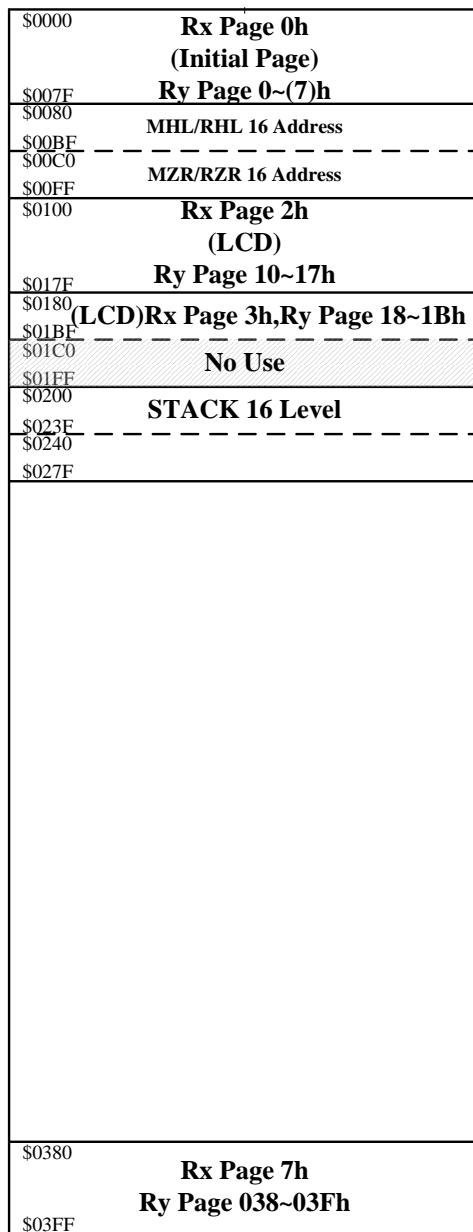 $0000
Rx Page 0h
(Initial Page)
Ry Page 0~(7)h
$007F
$0080
MHL/RHL 16 Address
$00BF
$00C0
MZR/RZR 16 Address
$00FF
$0100
Rx Page 2h
(LCD)
Ry Page 10~17h
$017F
$0180
(LCD)Rx Page 3h,Ry Page 18~1Bh
$01BF
$01C0
No Use
$01FF
$0200
STACK 16 Level
$023F
$0240
$027F
$0380
Rx Page 7h
Ry Page 038~03Fh
$03FF